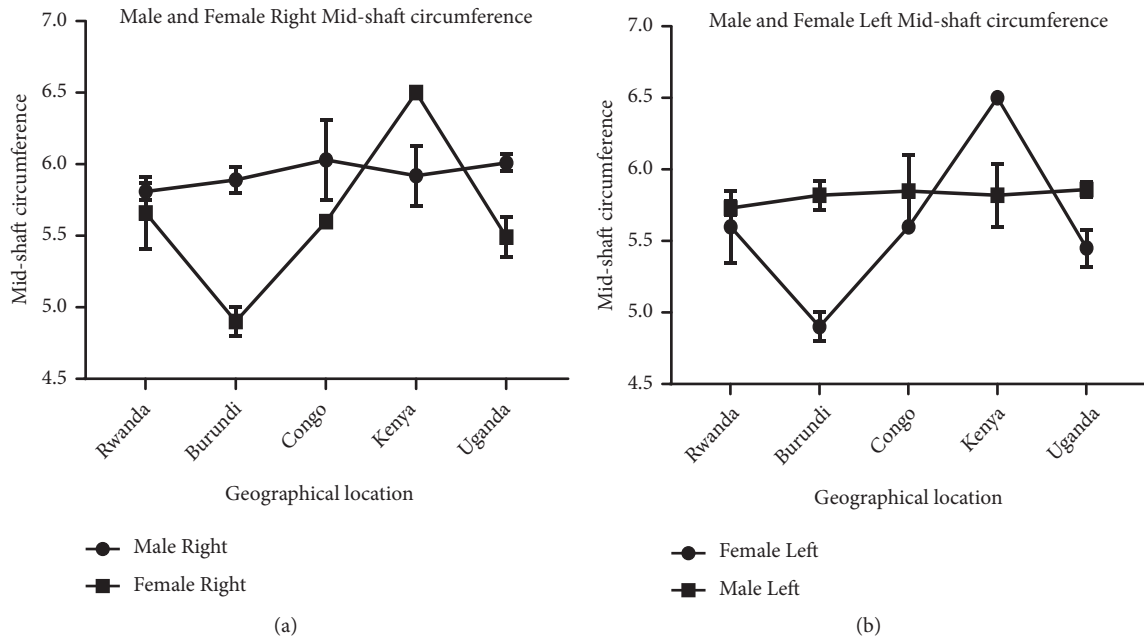 Male and Female Right Mid-shaft circumference
7.0
6.5
6.0
5.5
5.0
4.5
Mid-shaft circumference
Rwanda
Burundi
Congo
Kenya
Uganda
Geographical location
Male Right
Female Right
(a)
Male and Female Left Mid-shaft circumference
7.0
6.5
6.0
5.5
5.0
4.5
Mid-shaft circumference
Rwanda
Burundi
Congo
Kenya
Uganda
Geographical location
Female Left
Male Left
(b)